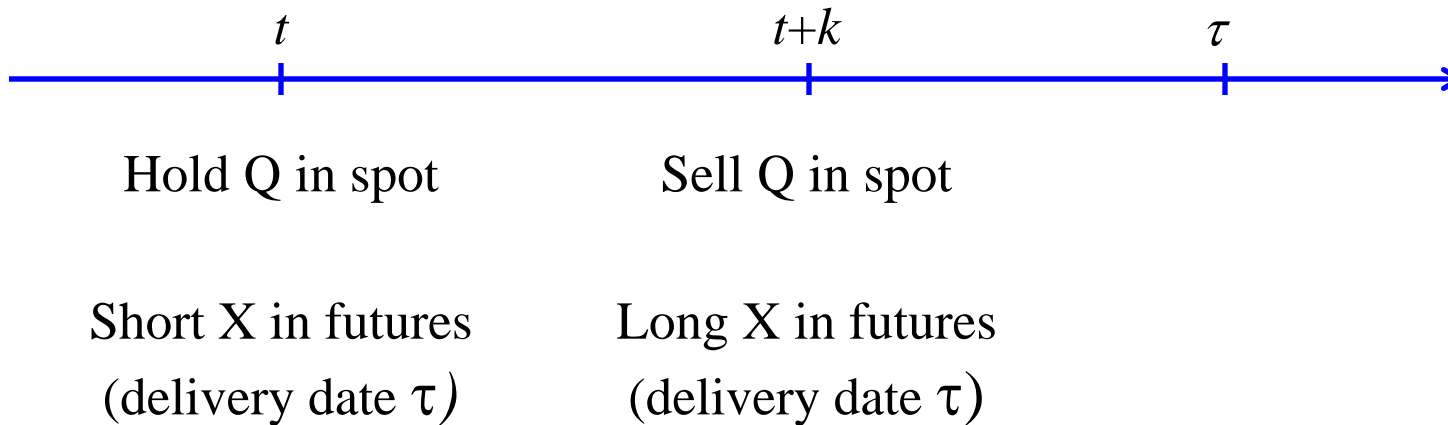 t t+k τ
Hold Q in spot Sell Q in spot
Short X in futures Long X in futures
(delivery date τ) (delivery date τ)